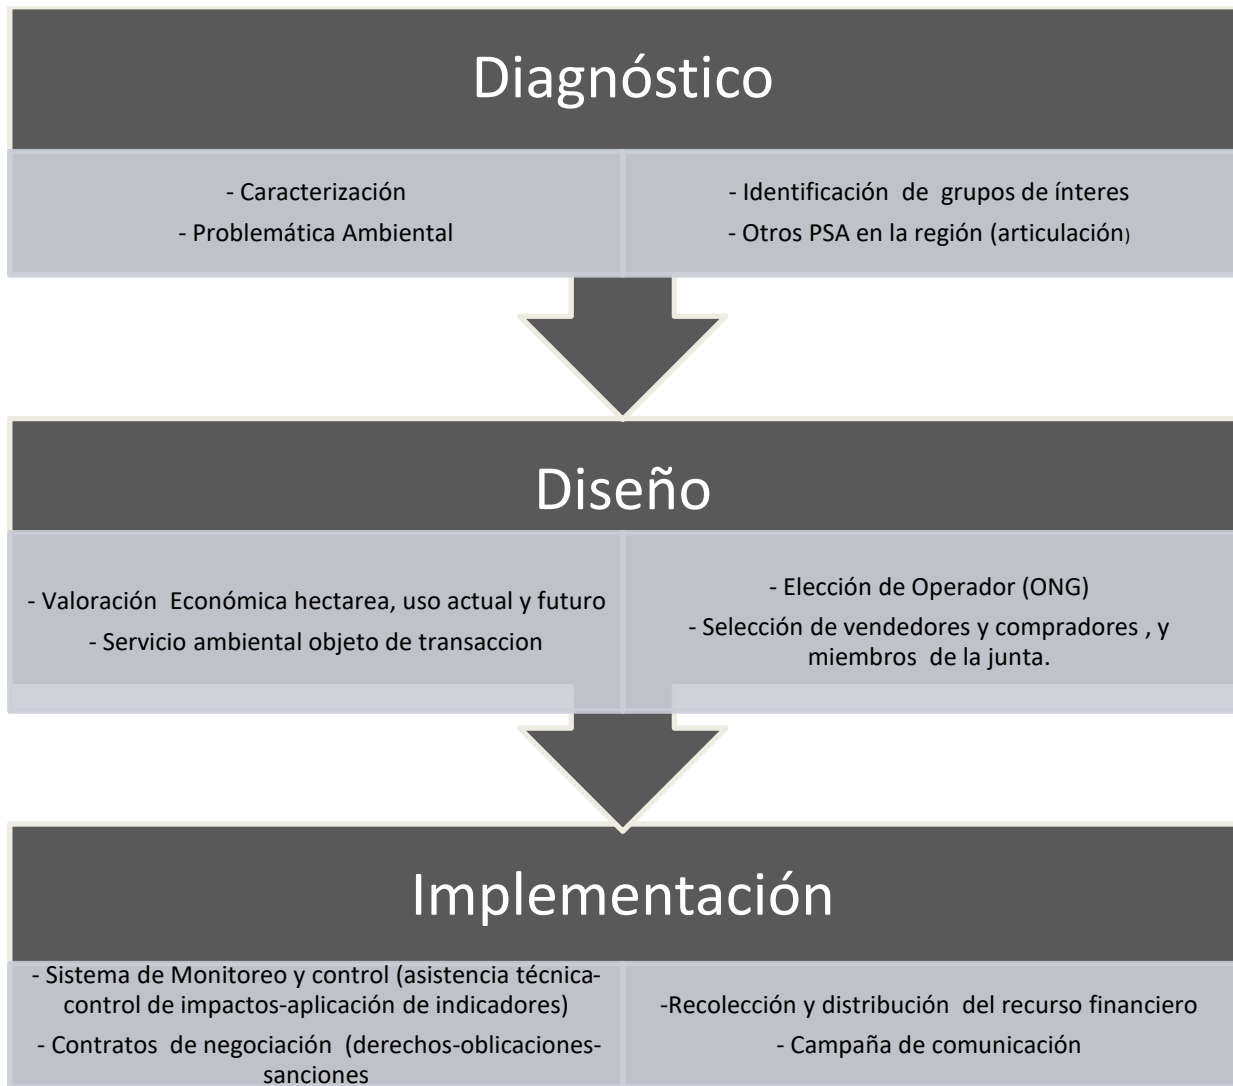 Diagnóstico
- Caracterización
- Problemática Ambiental
- Identificación de grupos de ínteres
- Otros PSA en la región (articulación)
Diseño
- Valoración Económica hectarea, uso actual y futuro
- Servicio ambiental objeto de transaccion
- Elección de Operador (ONG)
- Selección de vendedores y compradores , y
miembros de la junta.
Implementación
- Sistema de Monitoreo y control (asistencia técnica-
control de impactos-aplicación de indicadores)
- Contratos de negociación (derechos-oblicaciones-
sanciones
-Recolección y distribución del recurso financiero
- Campaña de comunicación